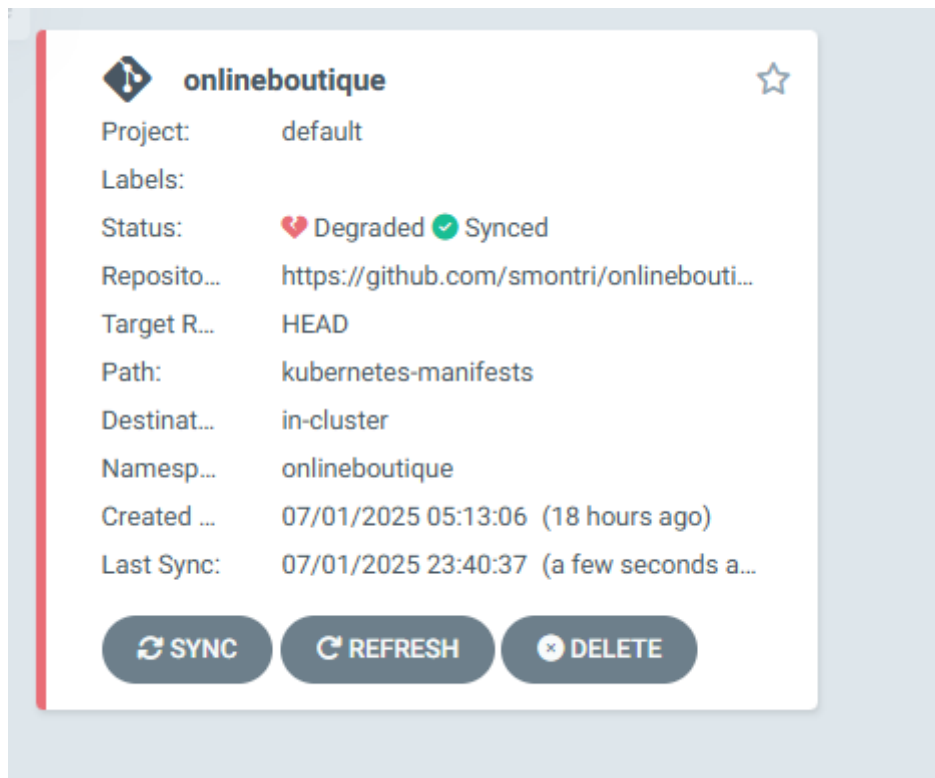 onlineboutique
Project: default
Labels:
Status: Degraded Synced
Reposito... https://github.com/smontri/onlinebouti...
Target R... HEAD
Path: kubernetes-manifests
Destinat... in-cluster
Namesp... onlineboutique
Created ... 07/01/2025 05:13:06 (18 hours ago)
Last Sync: 07/01/2025 23:40:37 (a few seconds a...
SYNC REFRESH DELETE